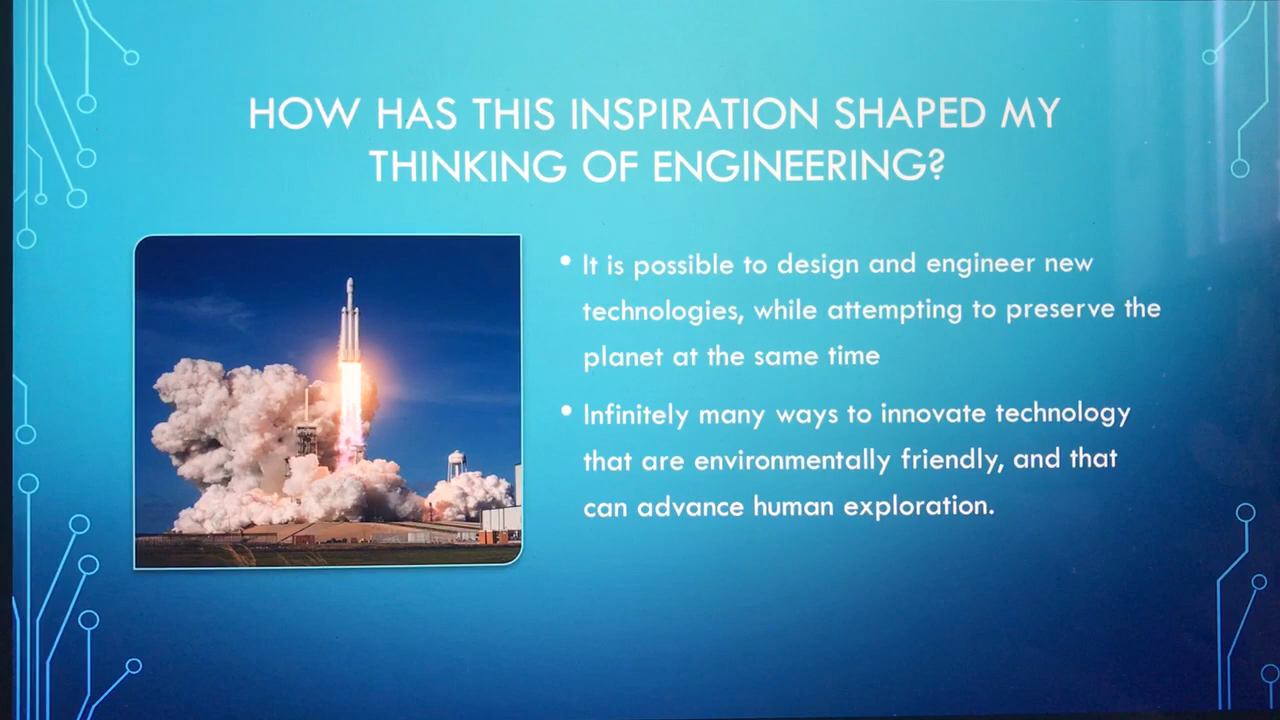 HOW HAS THIS INSPIRATION SHAPED MY
THINKING OF ENGINEERING?
• It is possible to design and engineer new
technologies, while attempting to preserve the
planet at the same time
• Infinitely many ways to innovate technology
that are environmentally friendly, and that
can advance human exploration.